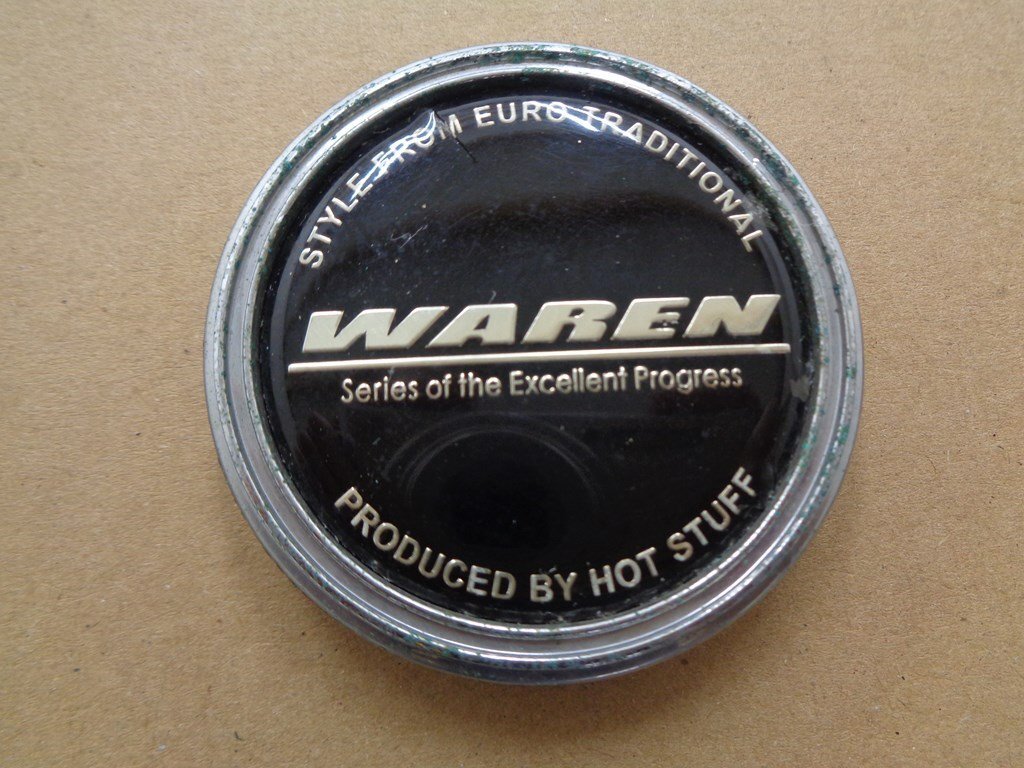 STYLE FROM EURO TRADITIONAL
WAREN
Series of the Excellent Progress
PRODUCED BY HOT STUFF